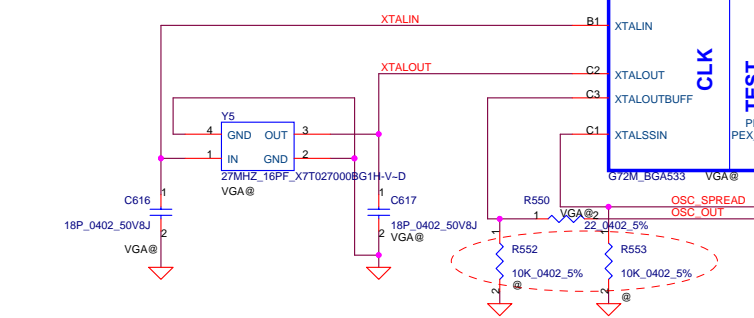 XTALIN
B1
XTALIN
XTALOUT
C2
XTALOUT
C3
XTALOUTBUFF
C1
XTALSSIN
CLK
TEST
P
PEX
G72M_BGA533
VGA@
Y5
4
GND
OUT
3
1
IN
GND
2
27MHZ_16PF_X7T027000BG1H-V~D
VGA@
C616
1
18P_0402_50V8J
2
VGA@
C617
1
18P_0402_50V8J
2
VGA@
OSC_SPREAD
OSC_OUT
R550
1
VGA@
2
22_0402_5%
R552
1
10K_0402_5%
2
@
R553
1
10K_0402_5%
2
@